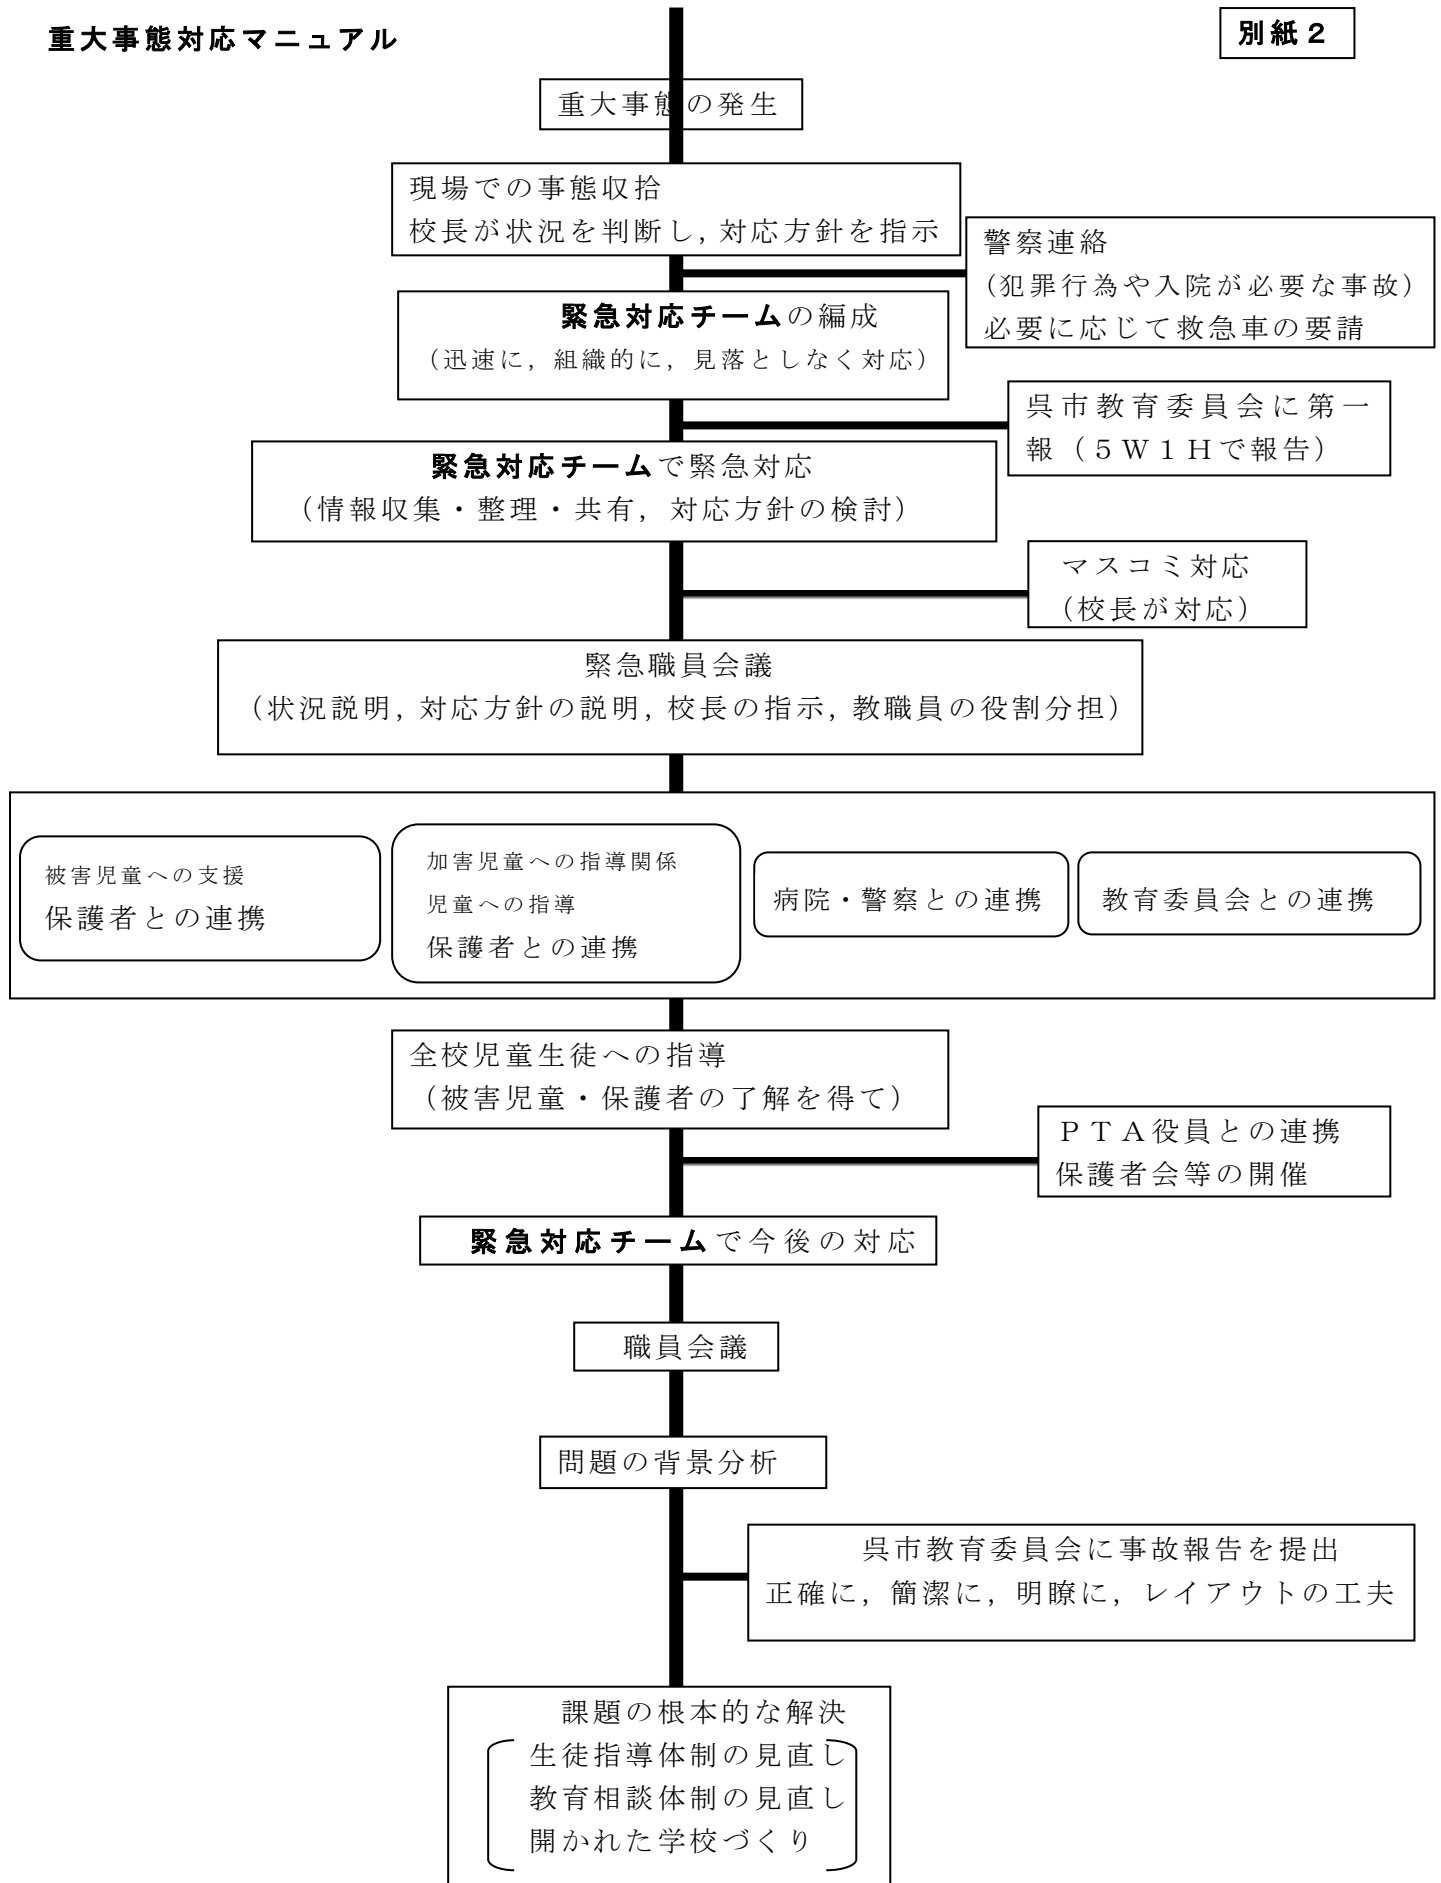 重大事態対応マニュアル
別紙２
重大事態の発生
現場での事態収拾
校長が状況を判断し，対応方針を指示
警察連絡
（犯罪行為や入院が必要な事故）
必要に応じて救急車の要請
緊急対応チームの編成
（迅速に，組織的に，見落としなく対応）
呉市教育委員会に第一
報（５Ｗ１Ｈで報告）
緊急対応チームで緊急対応
（情報収集・整理・共有，対応方針の検討）
マスコミ対応
（校長が対応）
緊急職員会議
（状況説明，対応方針の説明，校長の指示，教職員の役割分担）
被害児童への支援
保護者との連携
加害児童への指導関係
児童への指導
保護者との連携
病院・警察との連携
教育委員会との連携
全校児童生徒への指導
（被害児童・保護者の了解を得て）
ＰＴＡ役員との連携
保護者会等の開催
緊急対応チームで今後の対応
職員会議
問題の背景分析
呉市教育委員会に事故報告を提出
正確に，簡潔に，明瞭に，レイアウトの工夫
課題の根本的な解決
生徒指導体制の見直し
教育相談体制の見直し
開かれた学校づくり